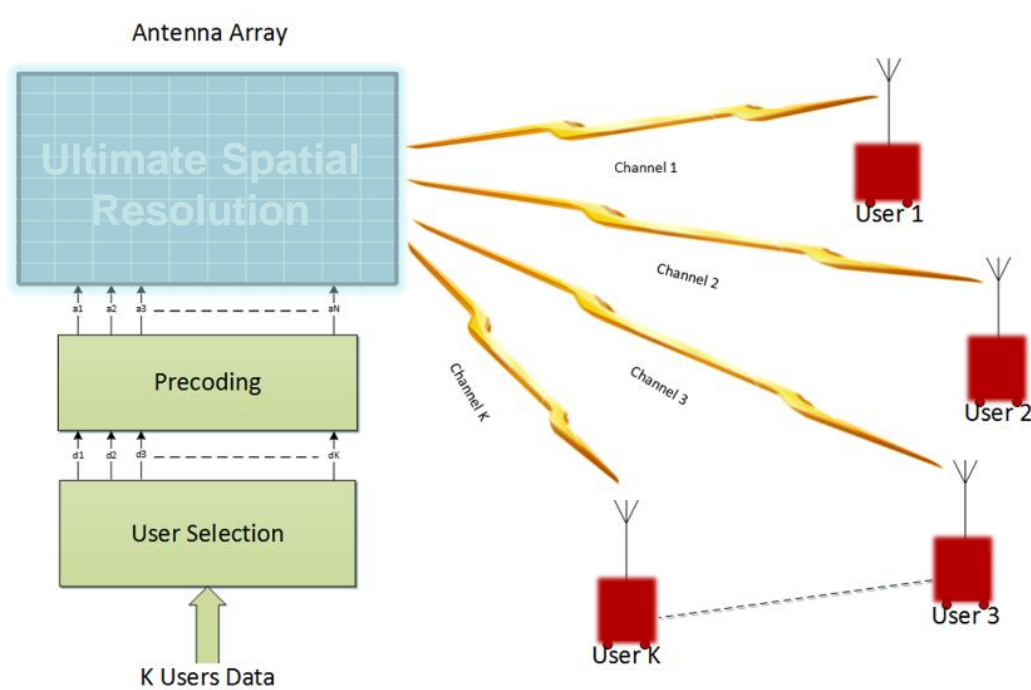 Antenna Array
Ultimate Spatial
Resolution
a1 a2 a3 aN
Precoding
d1 d2 d3 dK
User Selection
K Users Data
Channel 1
Channel 2
Channel 3
Channel K
User 1
User 2
User 3
User K